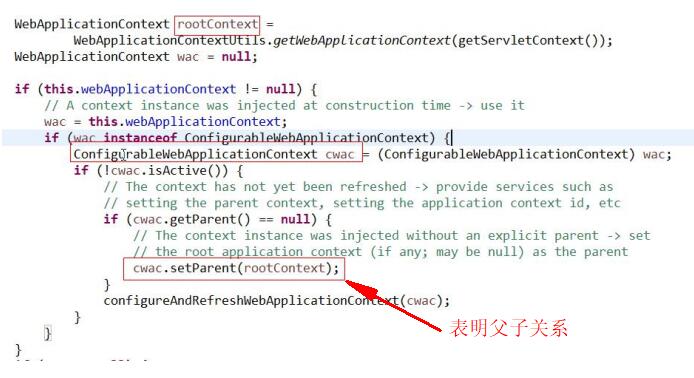 WebApplicationContext rootContext =
WebApplicationContextUtils.getWebApplicationContext(getServletContext());
WebApplicationContext wac = null;
if (this.webApplicationContext != null) {
// A context instance was injected at construction time -> use it
wac = this.webApplicationContext;
if (wac instanceof ConfigurableWebApplicationContext) {
ConfigurableWebApplicationContext cwac = (ConfigurableWebApplicationContext) wac;
if (!cwac.isActive()) {
// The context has not yet been refreshed -> provide services such as
// setting the parent context, setting the application context id, etc
if (cwac.getParent() == null) {
// The context instance was injected without an explicit parent -> set
// the root application context (if any; may be null) as the parent
cwac.setParent(rootContext);
}
configureAndRefreshWebApplicationContext(cwac);
表明父子关系
}
}
}